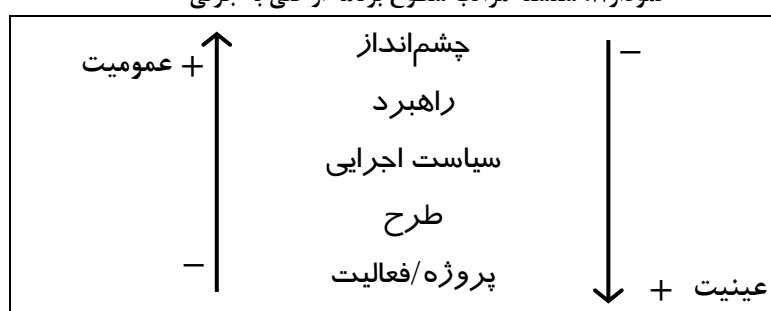 چشم‌انداز –
+ عمومیت
راهبرد
سیاست اجرایی
طرح
– پروژه/فعالیت
عینیت +